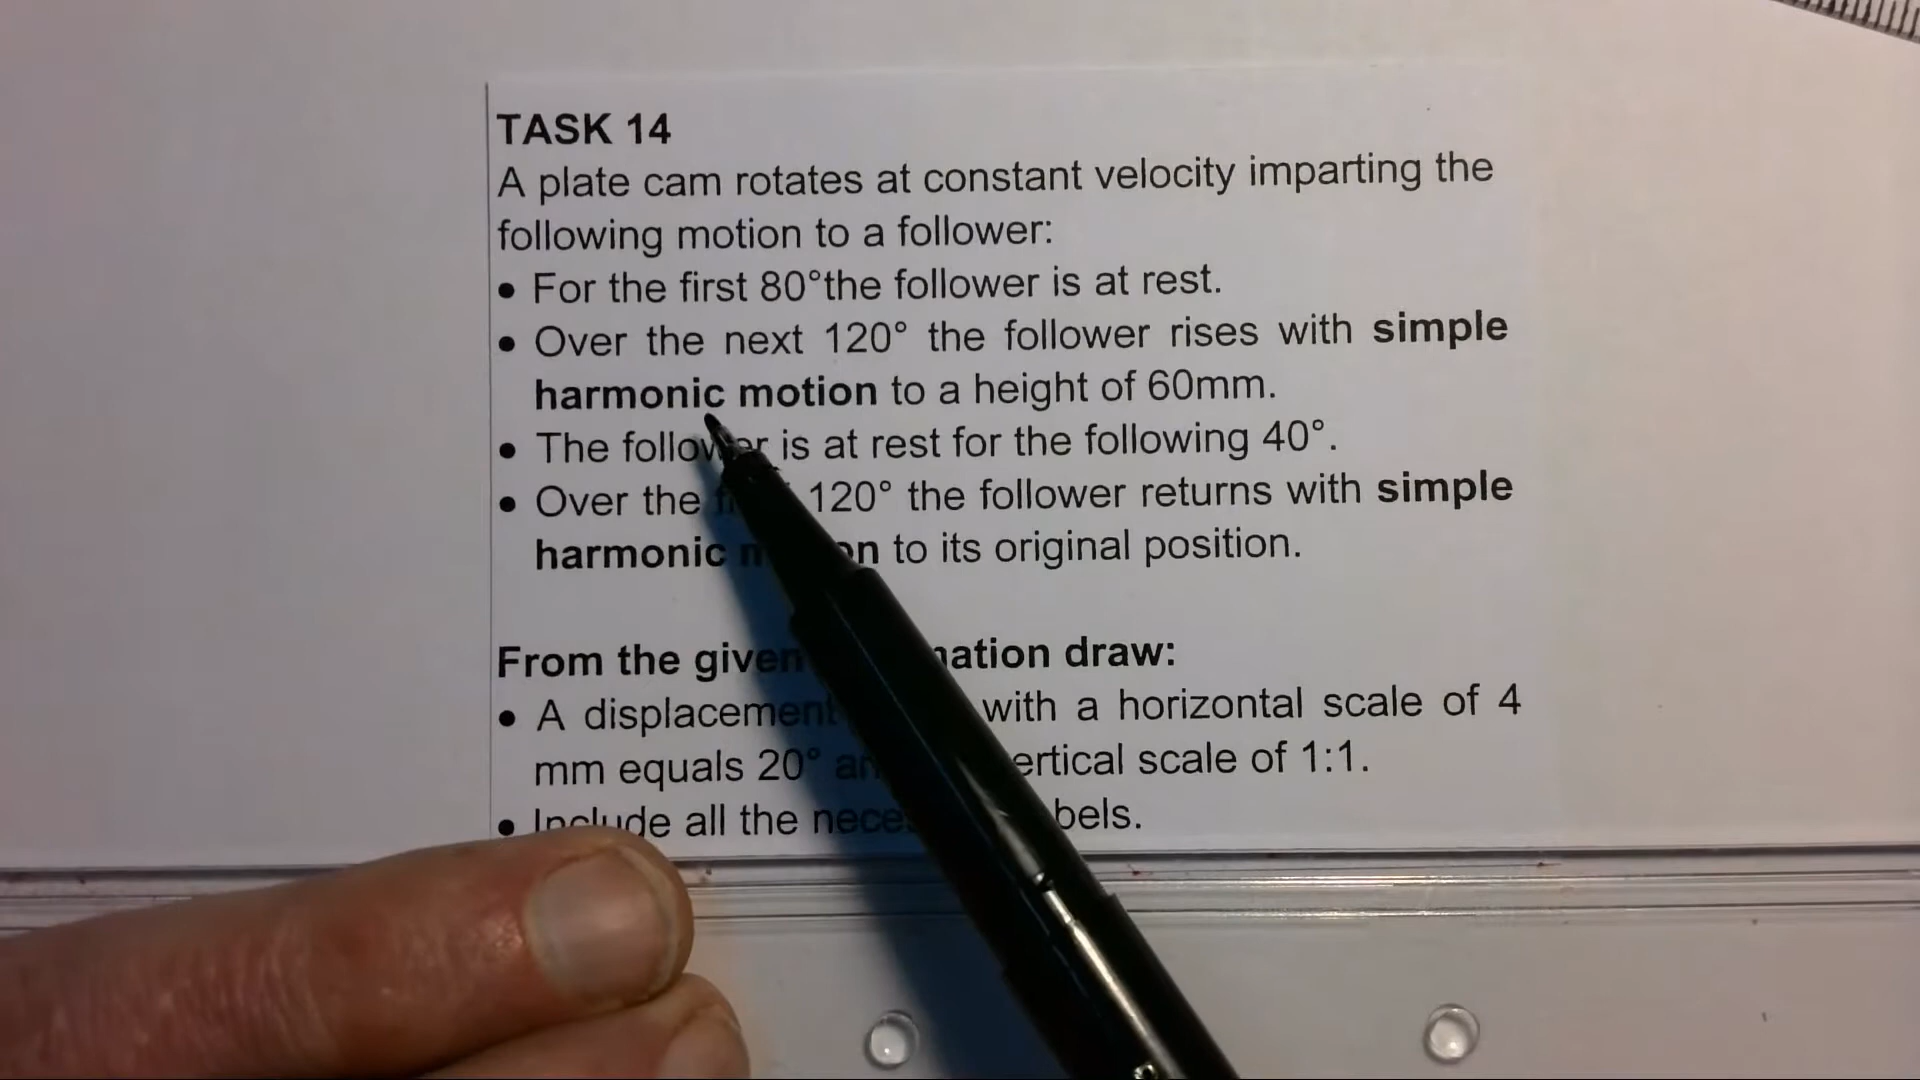 TASK 14
A plate cam rotates at constant velocity imparting the
following motion to a follower:
• For the first 80°the follower is at rest.
• Over the next 120° the follower rises with simple
harmonic motion to a height of 60mm.
• The follower is at rest for the following 40°.
• Over the 120° the follower returns with simple
harmonic to its original position.
From the given draw:
• A displacement with a horizontal scale of 4
mm equals 20° vertical scale of 1:1.
• Include all the